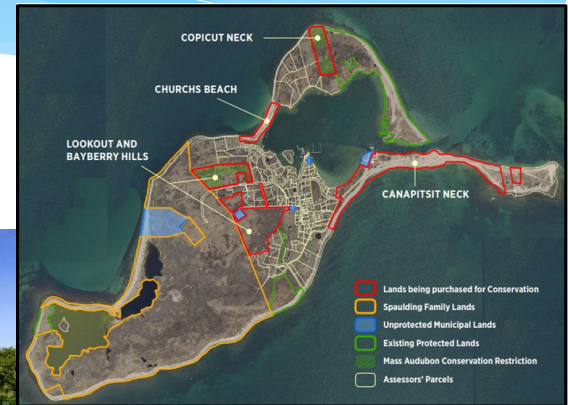 COPICUT NECK
CHURCHS BEACH
LOOKOUT AND
BAYBERRY HILLS
CANAPITSIT NECK
Lands being purchased for Conservation
Spaulding Family Lands
Unprotected Municipal Lands
Existing Protected Lands
Mass Audubon Conservation Restriction
Assessors' Parcels